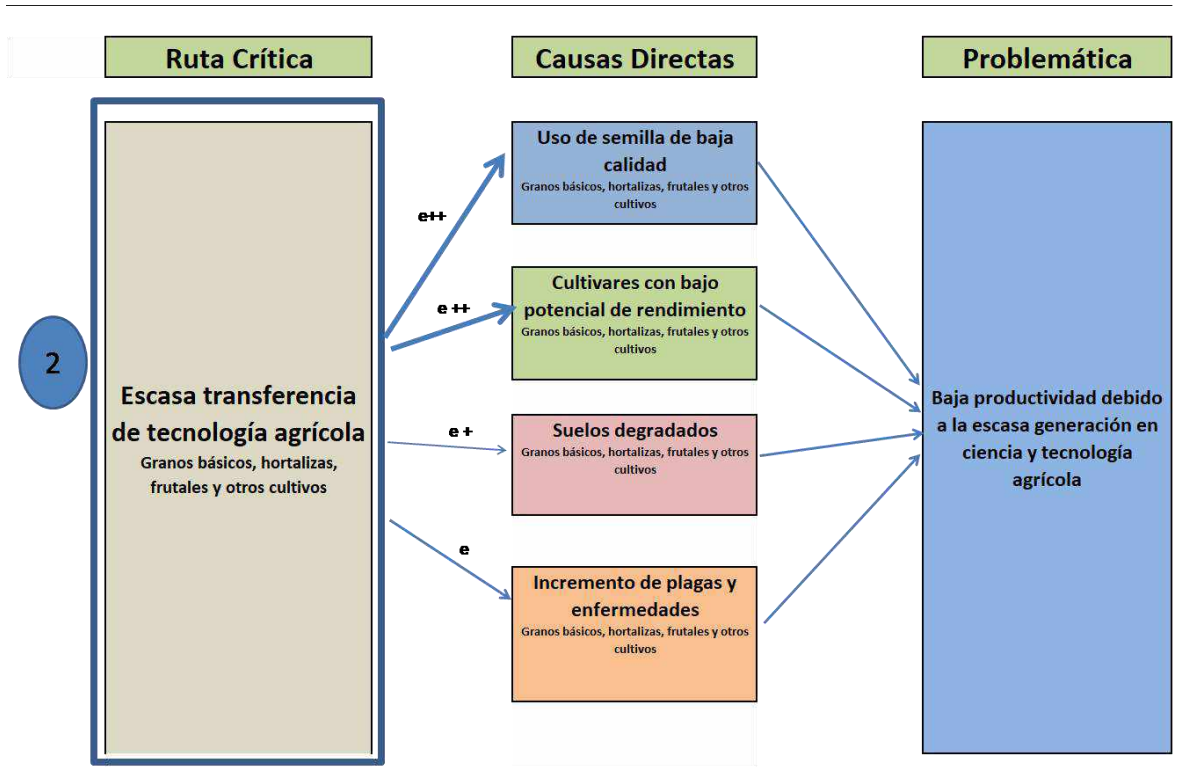 Ruta Crítica
Causas Directas
Problemática
2
Escasa transferencia
de tecnología agrícola
Granos básicos, hortalizas,
frutales y otros cultivos
e++
e ++
e +
e
Uso de semilla de baja
calidad
Granos básicos, hortalizas, frutales y otros
cultivos
Cultivares con bajo
potencial de rendimiento
Granos básicos, hortalizas, frutales y otros
cultivos
Suelos degradados
Granos básicos, hortalizas, frutales y otros
cultivos
Incremento de plagas y
enfermedades
Granos básicos, hortalizas, frutales y otros
cultivos
Baja productividad debido
a la escasa generación en
ciencia y tecnología
agrícola